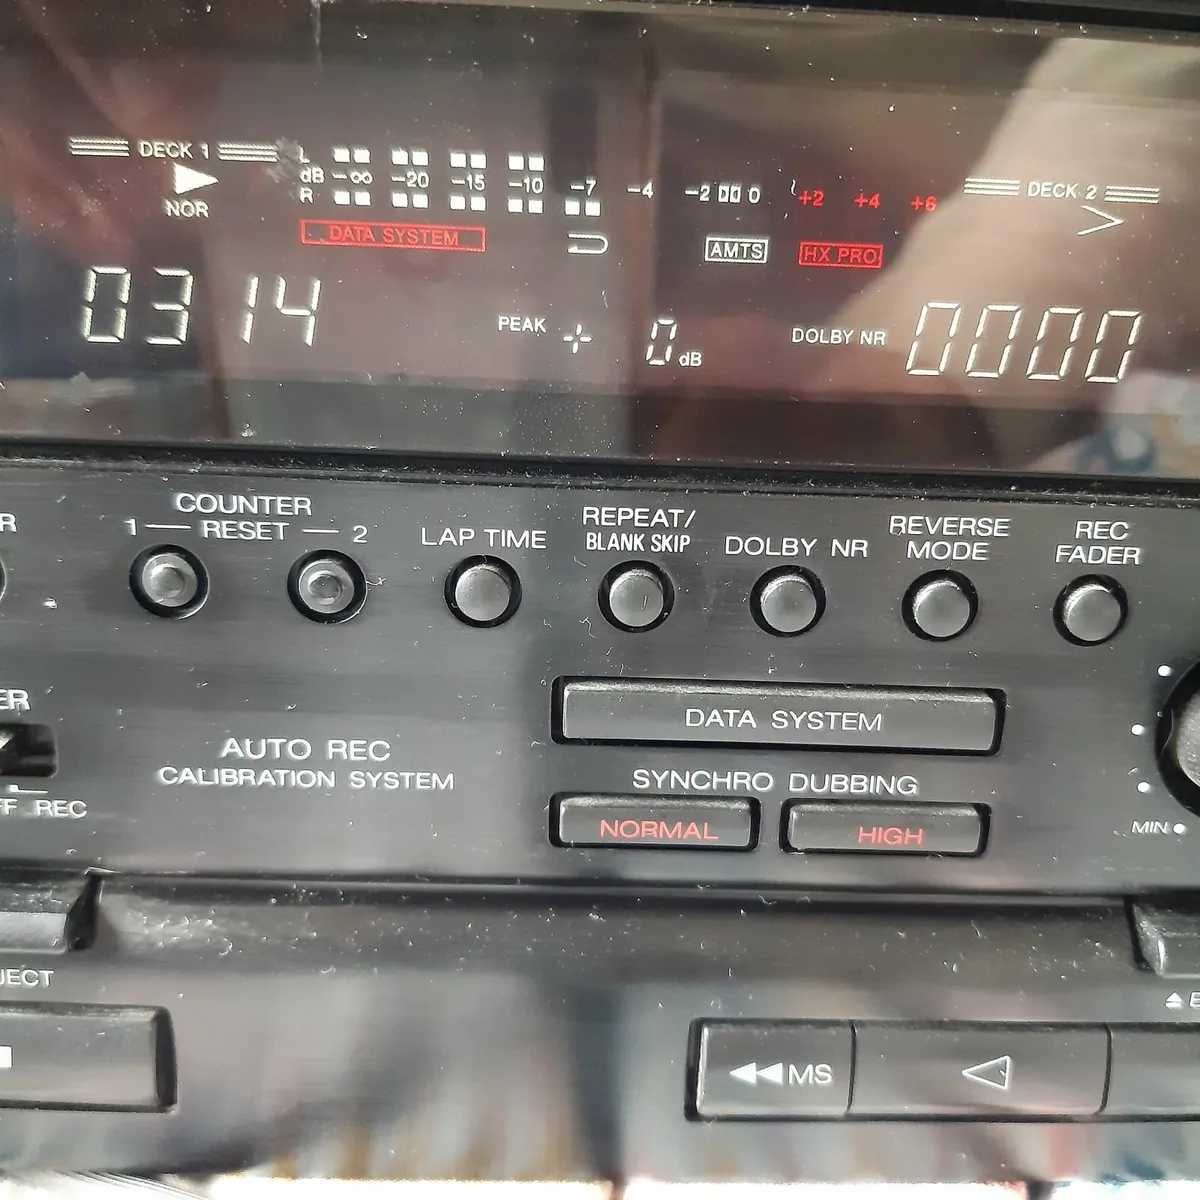 DECK 1
L
dB -∞ -20 -15 -10 -7 -4 -2 0 +2 +4 +6
R
DECK 2
NOR
DATA SYSTEM
AMTS
HX PRO
0314
PEAK
0 dB
DOLBY NR
0000
COUNTER
1 — RESET — 2
LAP TIME
REPEAT/
BLANK SKIP
DOLBY NR
REVERSE
MODE
REC
FADER
DATA SYSTEM
AUTO REC
CALIBRATION SYSTEM
SYNCHRO DUBBING
NORMAL
HIGH
REC
MIN
MS